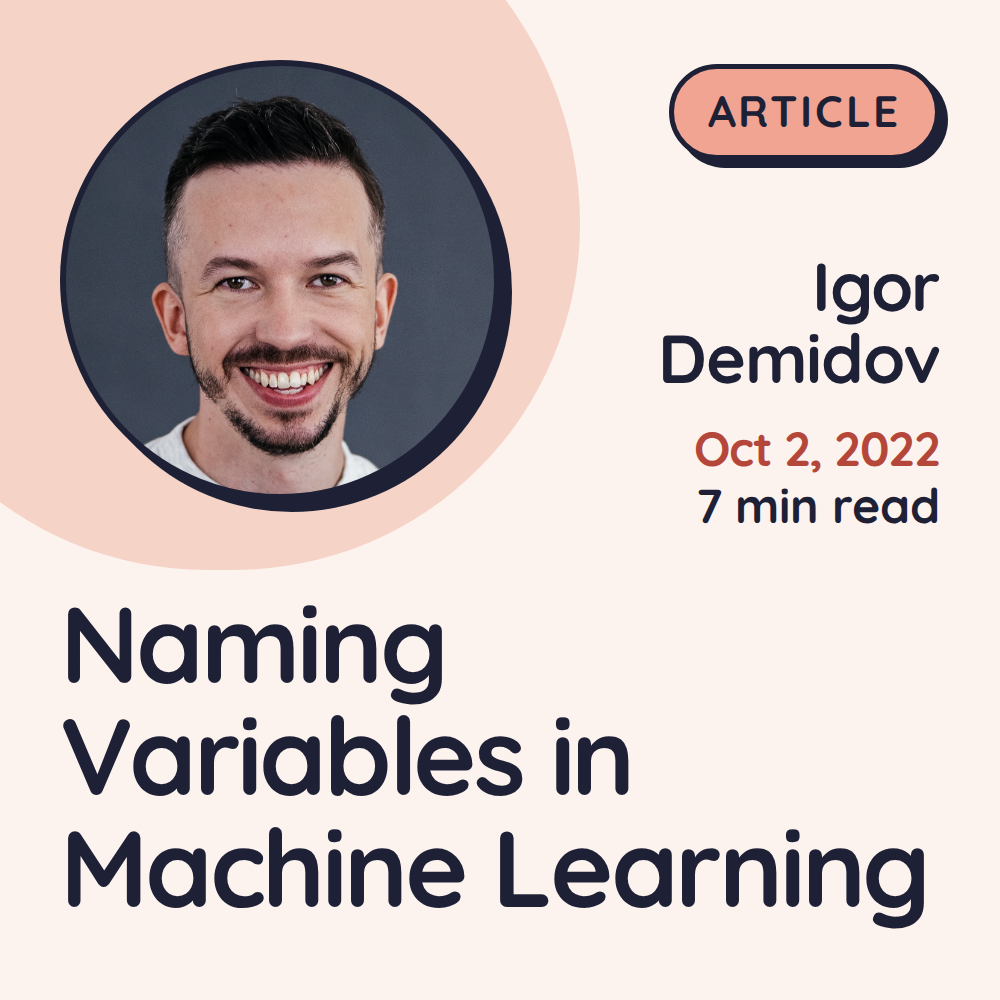 ARTICLE
Igor
Demidov
Oct 2, 2022
7 min read
Naming
Variables in
Machine Learning